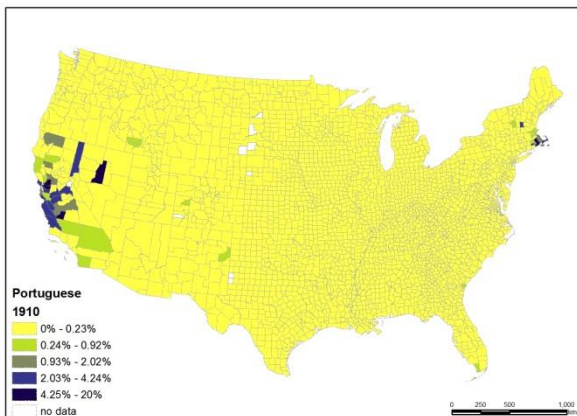 Portuguese
1910
0% - 0.23%
0.24% - 0.92%
0.93% - 2.02%
2.03% - 4.24%
4.25% - 20%
no data
0 250 500 1,000
km